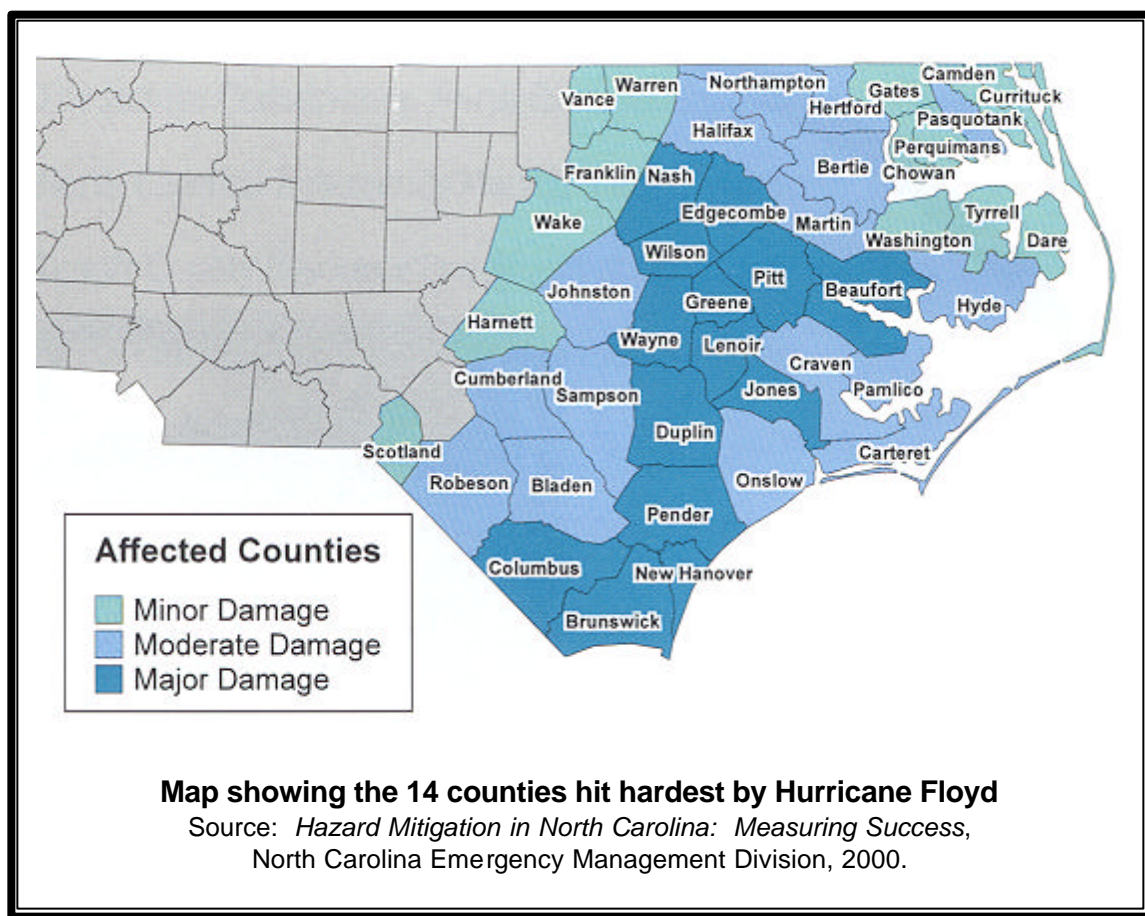 Camden
Northampton
Warren
Gates
Currituck
Vance
Hertford
Pasquotank
Halifax
Perquimans
Bertie
Franklin
Nash
Chowan
Edgecombe
Tyrrell
Wake
Martin
Washington
Dare
Wilson
Pitt
Beaufort
Johnston
Greene
Hyde
Harnett
Wayne
Lenoir
Craven
Cumberland
Sampson
Jones
Pamlico
Duplin
Scotland
Carteret
Robeson
Bladen
Onslow
Pender
Columbus
New Hanover
Brunswick
Affected Counties
Minor Damage
Moderate Damage
Major Damage
Map showing the 14 counties hit hardest by Hurricane Floyd
Source: Hazard Mitigation in North Carolina: Measuring Success,
North Carolina Emergency Management Division, 2000.